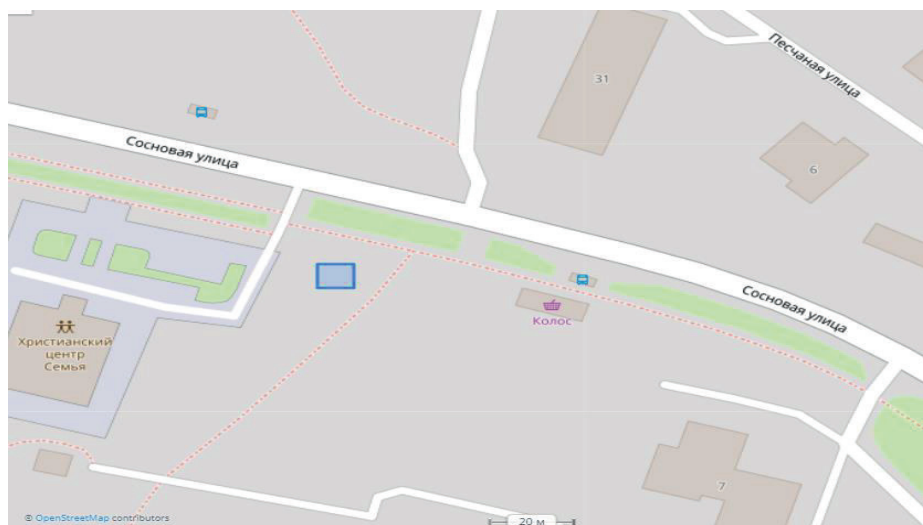 Песчаная улица
31
Сосновая улица
6
Сосновая улица
Колос
Христианский
центр
Семья
7
© OpenStreetMap contributors
20 м